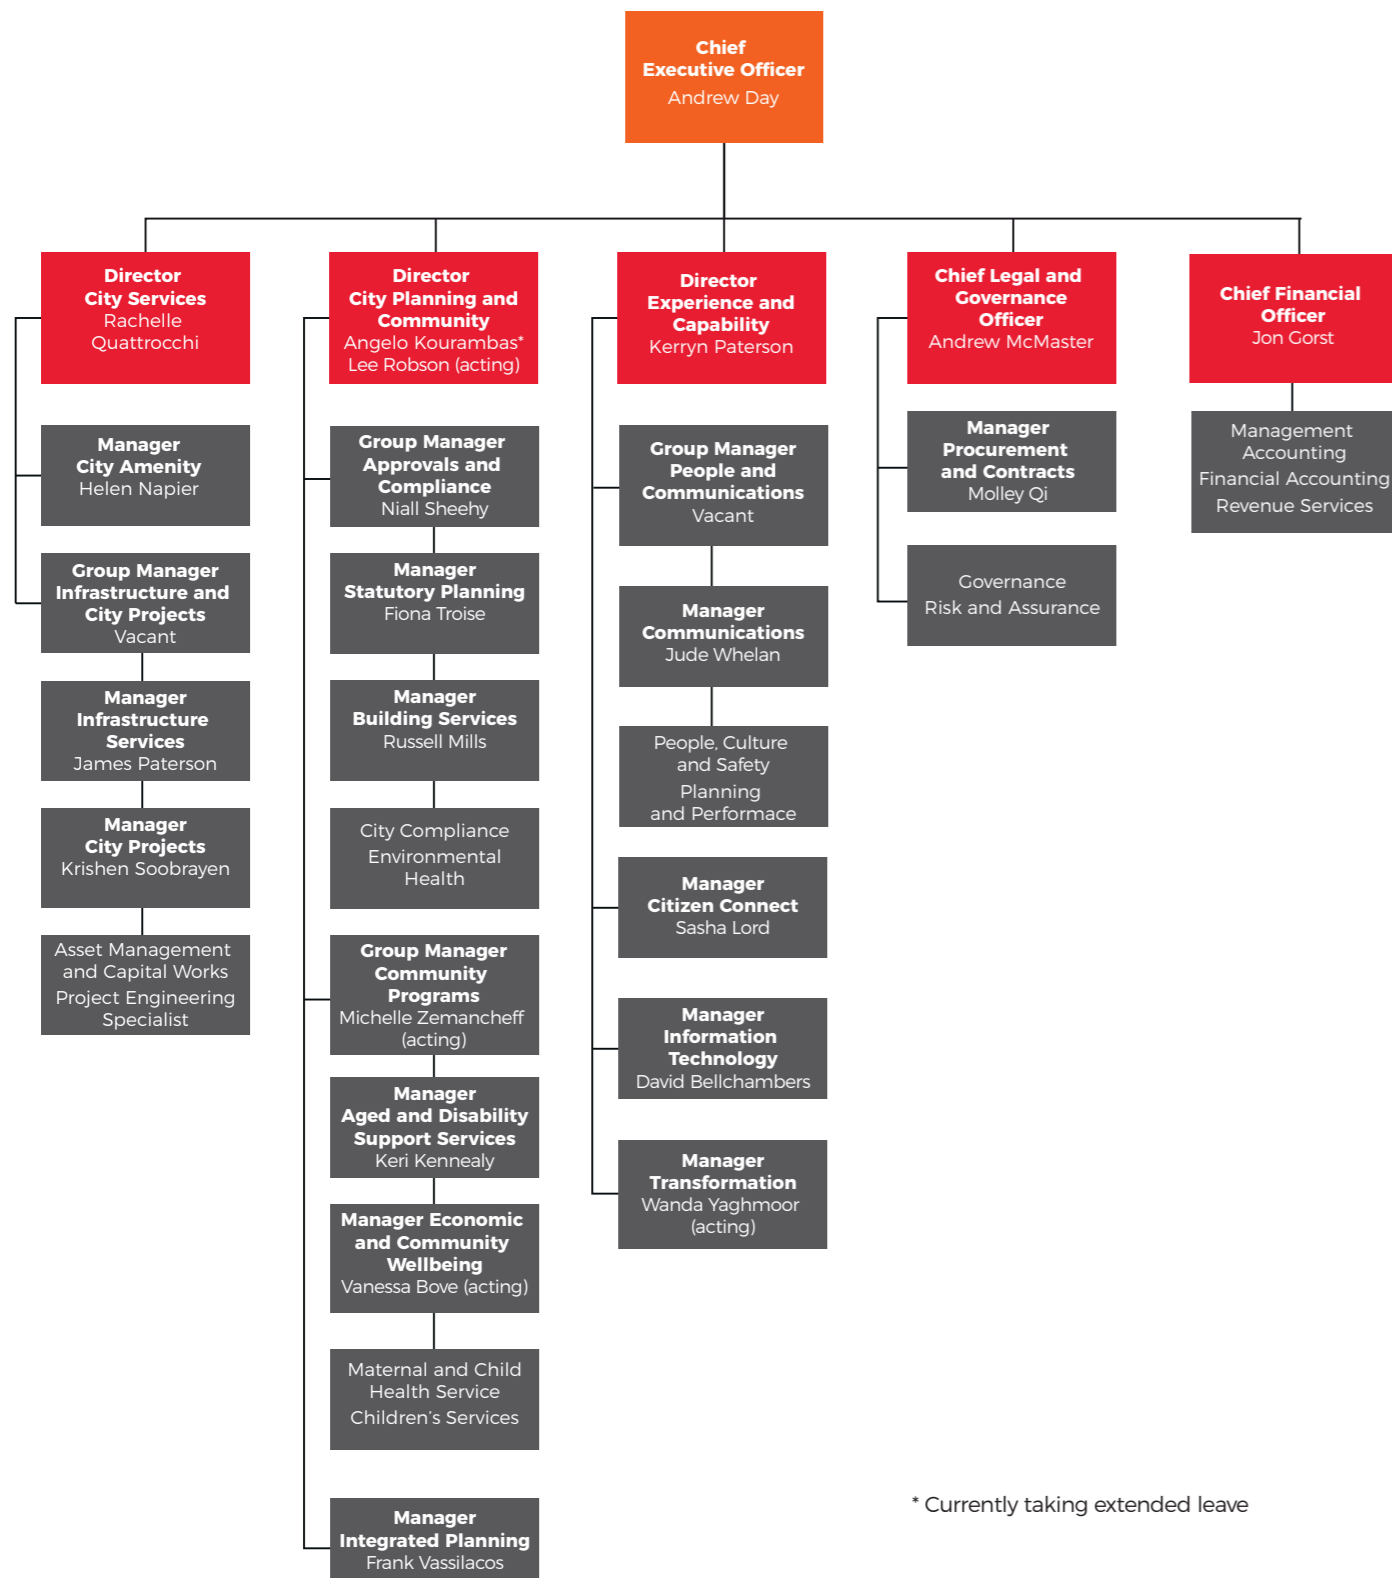 Chief
Executive Officer
Andrew Day
Director
City Services
Rachelle
Quattrocchi
Manager
City Amenity
Helen Napier
Group Manager
Infrastructure and
City Projects
Vacant
Manager
Infrastructure
Services
James Paterson
Manager
City Projects
Krishen Soobrayen
Asset Management
and Capital Works
Project Engineering
Specialist
Director
City Planning and
Community
Angelo Kourambas*
Lee Robson (acting)
Group Manager
Approvals and
Compliance
Niall Sheehy
Manager
Statutory Planning
Fiona Troise
Manager
Building Services
Russell Mills
City Compliance
Environmental
Health
Group Manager
Community
Programs
Michelle Zemancheff
(acting)
Manager
Aged and Disability
Support Services
Keri Kennealy
Manager Economic
and Community
Wellbeing
Vanessa Bove (acting)
Maternal and Child
Health Service
Children’s Services
Manager
Integrated Planning
Frank Vassilacos
Director
Experience and
Capability
Kerryn Paterson
Group Manager
People and
Communications
Vacant
Manager
Communications
Jude Whelan
People, Culture
and Safety
Planning
and Performace
Manager
Citizen Connect
Sasha Lord
Manager
Information
Technology
David Bellchambers
Manager
Transformation
Wanda Yaghmoor
(acting)
Chief Legal and
Governance
Officer
Andrew McMaster
Manager
Procurement
and Contracts
Molley Qi
Governance
Risk and Assurance
Chief Financial
Officer
Jon Gorst
Management
Accounting
Financial Accounting
Revenue Services
* Currently taking extended leave